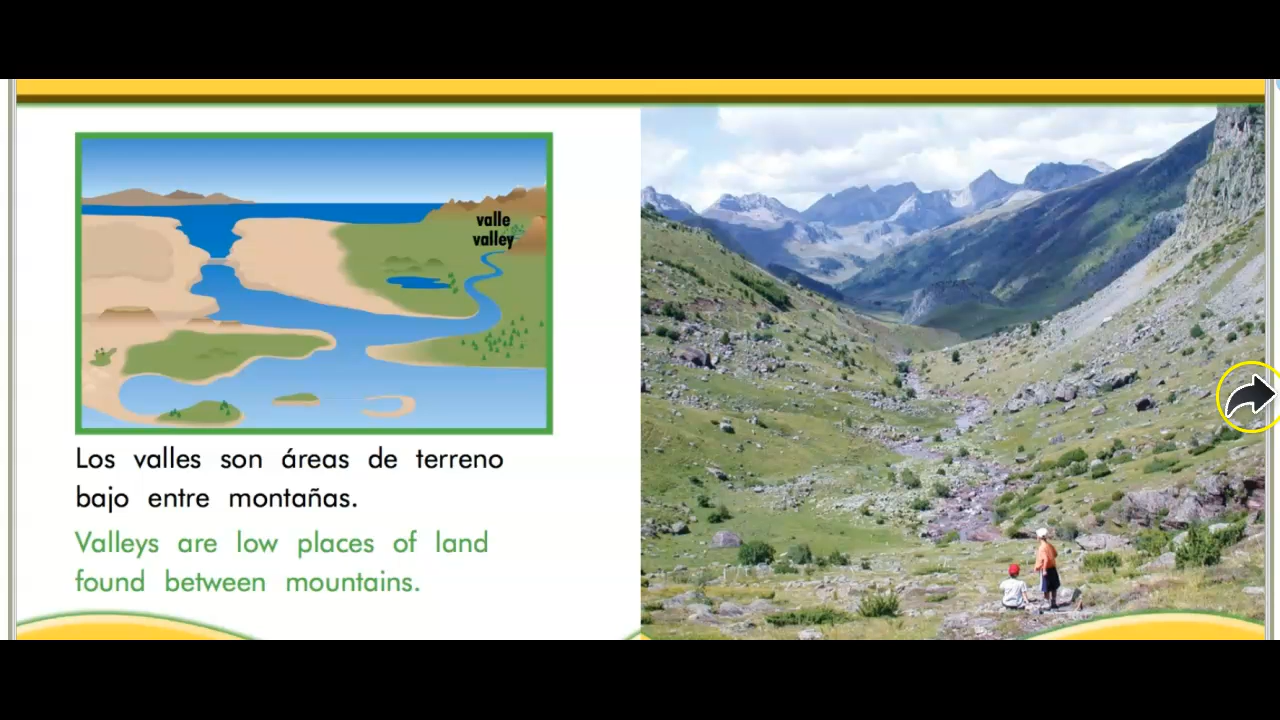 valle
valley
Los valles son áreas de terreno
bajo entre montañas.
Valleys are low places of land
found between mountains.